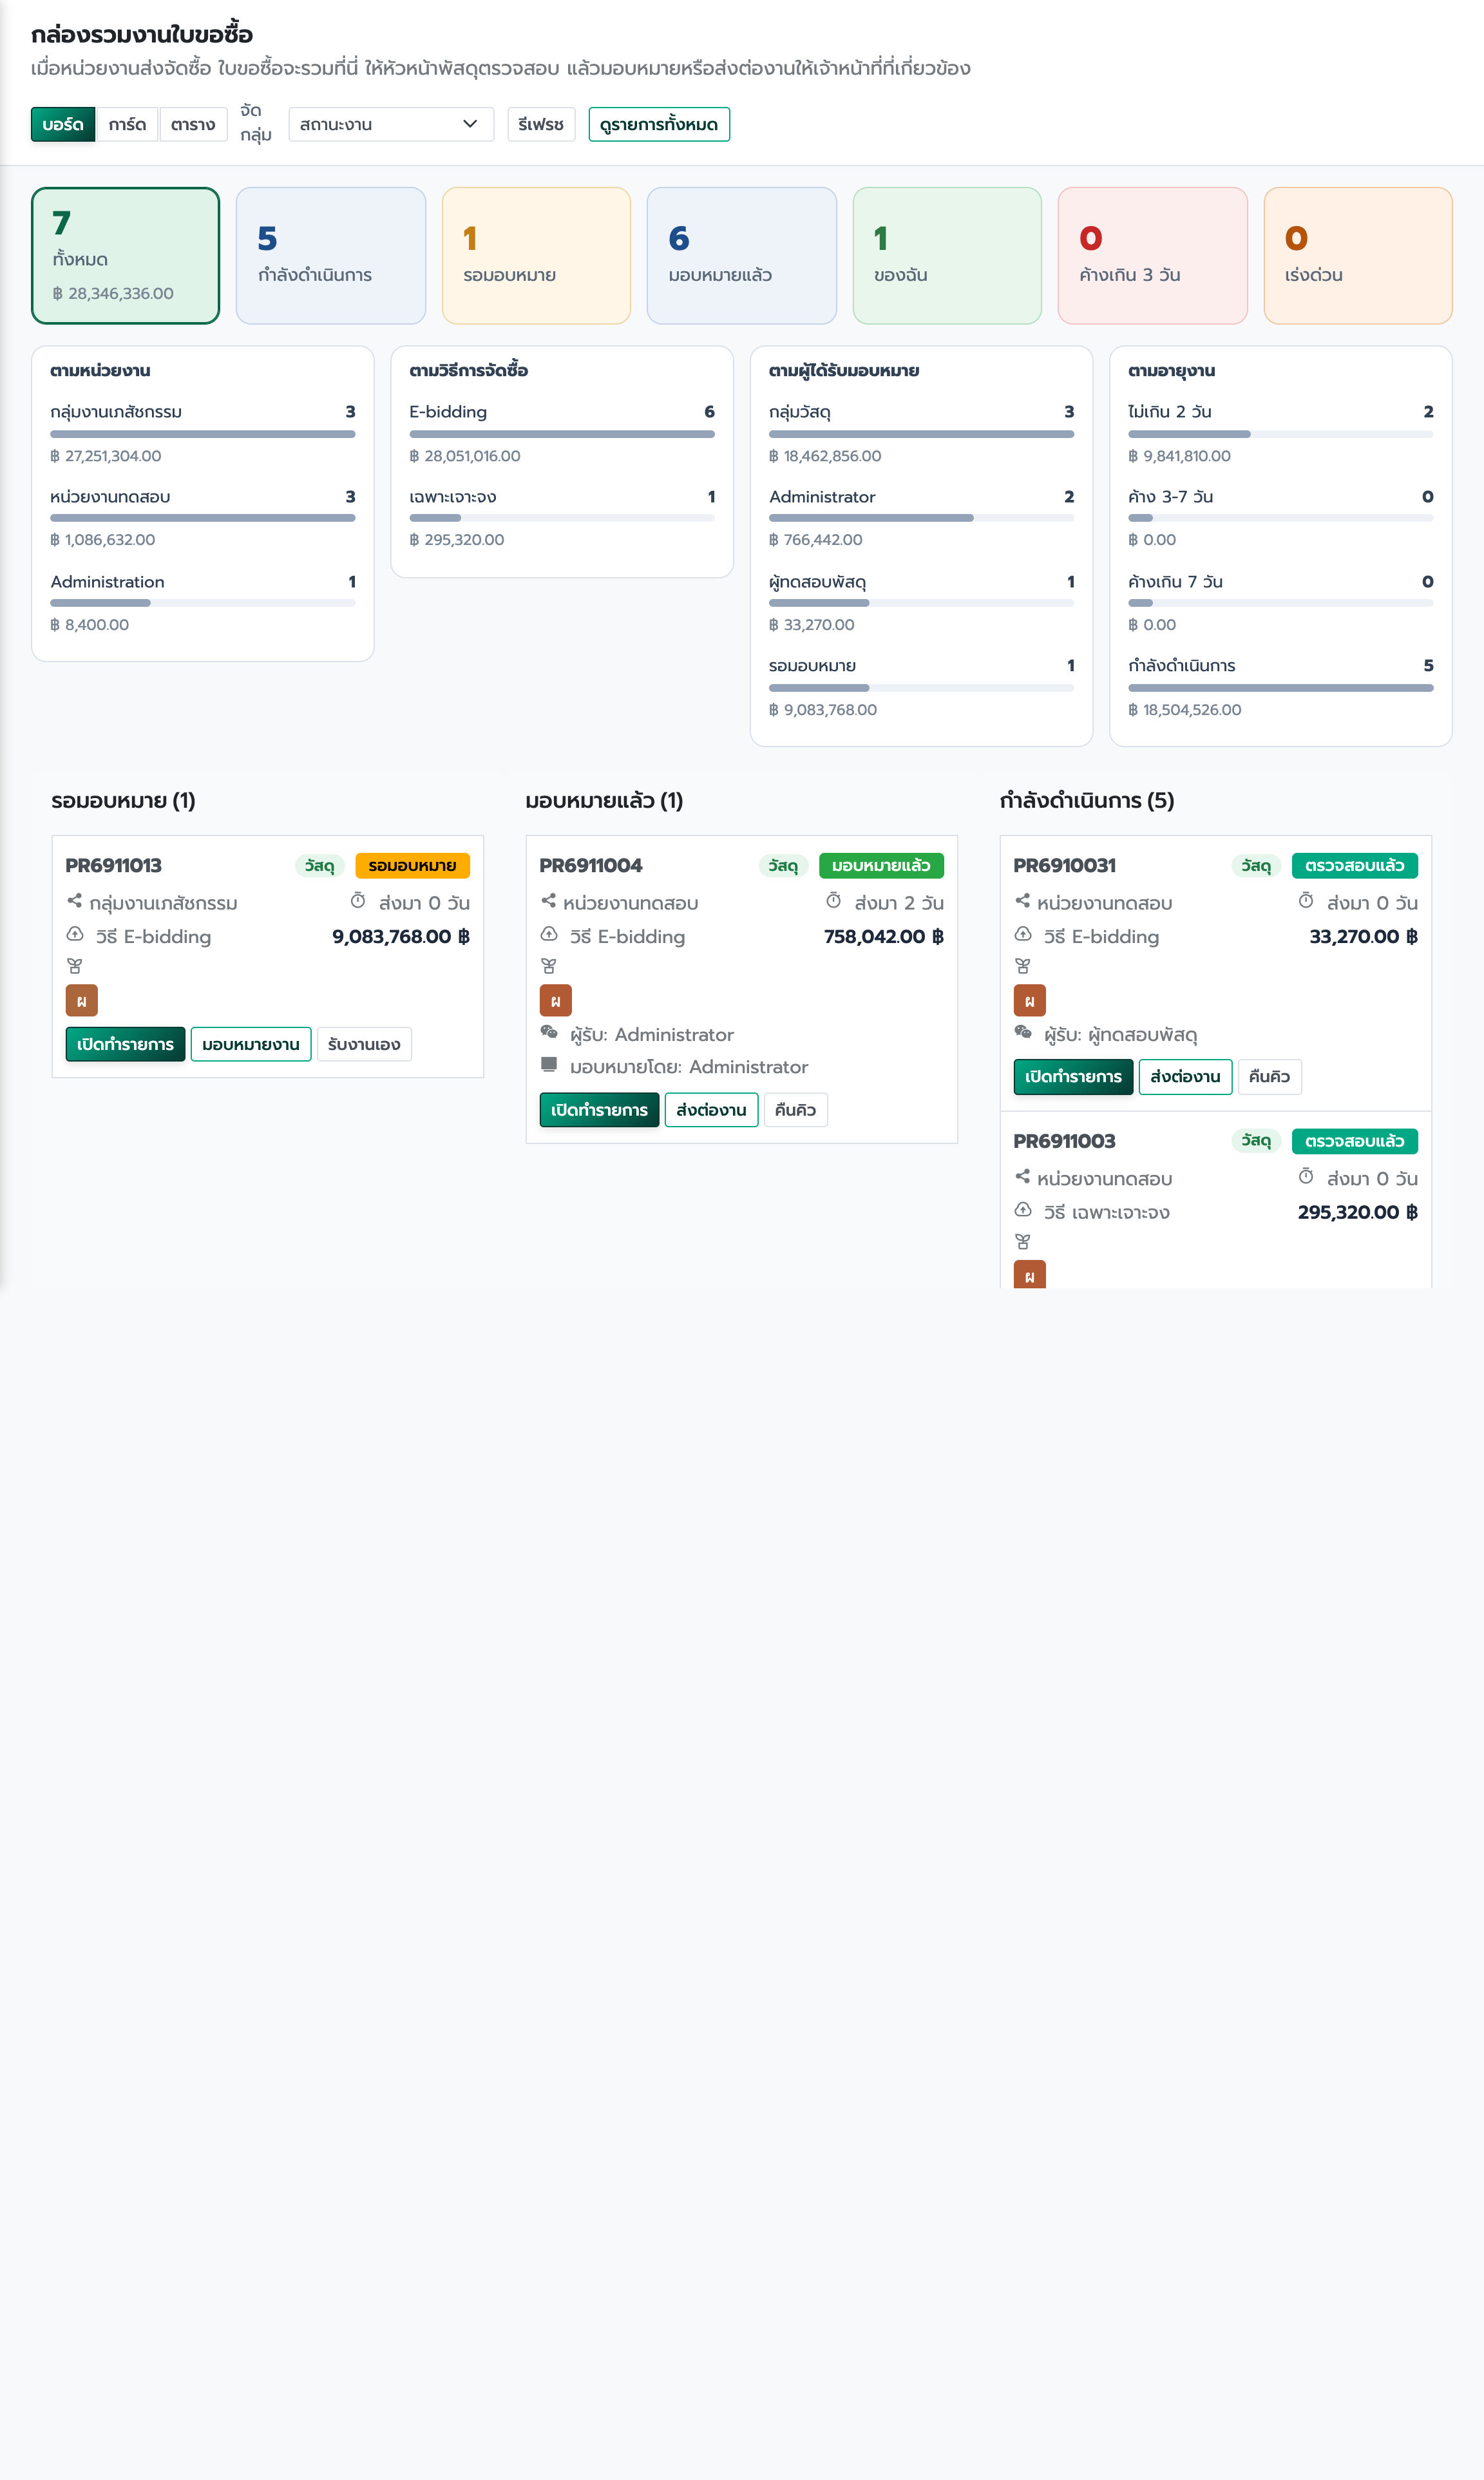 กล่องรวมงานใบขอซื้อ
เมื่อหน่วยงานส่งจัดซื้อ ใบขอซื้อจะรวมที่นี่ ให้หัวหน้าพัสดุตรวจสอบ แล้วมอบหมายหรือส่งต่องานให้เจ้าหน้าที่ที่เกี่ยวข้อง
บอร์ด การ์ด ตาราง จัดกลุ่ม สถานะงาน รีเฟรช ดูรายการทั้งหมด
7
ทั้งหมด
฿ 28,346,336.00
5
กำลังดำเนินการ
1
รอมอบหมาย
6
มอบหมายแล้ว
1
ของฉัน
0
ค้างเกิน 3 วัน
0
เร่งด่วน
ตามหน่วยงาน
กลุ่มงานเภสัชกรรม 3
฿ 27,251,304.00
หน่วยงานทดสอบ 3
฿ 1,086,632.00
Administration 1
฿ 8,400.00
ตามวิธีการจัดซื้อ
E-bidding 6
฿ 28,051,016.00
เฉพาะเจาะจง 1
฿ 295,320.00
ตามผู้ได้รับมอบหมาย
กลุ่มวัสดุ 3
฿ 18,462,856.00
Administrator 2
฿ 766,442.00
ผู้ทดสอบพัสดุ 1
฿ 33,270.00
รอมอบหมาย 1
฿ 9,083,768.00
ตามอายุงาน
ไม่เกิน 2 วัน 2
฿ 9,841,810.00
ค้าง 3-7 วัน 0
฿ 0.00
ค้างเกิน 7 วัน 0
฿ 0.00
กำลังดำเนินการ 5
฿ 18,504,526.00
รอมอบหมาย (1)
PR6911013 วัสดุ รอมอบหมาย
กลุ่มงานเภสัชกรรม ส่งมา 0 วัน
วิธี E-bidding 9,083,768.00 ฿
ผ
เปิดทำรายการ มอบหมายงาน รับงานเอง
มอบหมายแล้ว (1)
PR6911004 วัสดุ มอบหมายแล้ว
หน่วยงานทดสอบ ส่งมา 2 วัน
วิธี E-bidding 758,042.00 ฿
ผ
ผู้รับ: Administrator
มอบหมายโดย: Administrator
เปิดทำรายการ ส่งต่องาน คืนคิว
กำลังดำเนินการ (5)
PR6910031 วัสดุ ตรวจสอบแล้ว
หน่วยงานทดสอบ ส่งมา 0 วัน
วิธี E-bidding 33,270.00 ฿
ผ
ผู้รับ: ผู้ทดสอบพัสดุ
เปิดทำรายการ ส่งต่องาน คืนคิว
PR6911003 วัสดุ ตรวจสอบแล้ว
หน่วยงานทดสอบ ส่งมา 0 วัน
วิธี เฉพาะเจาะจง 295,320.00 ฿
ผ